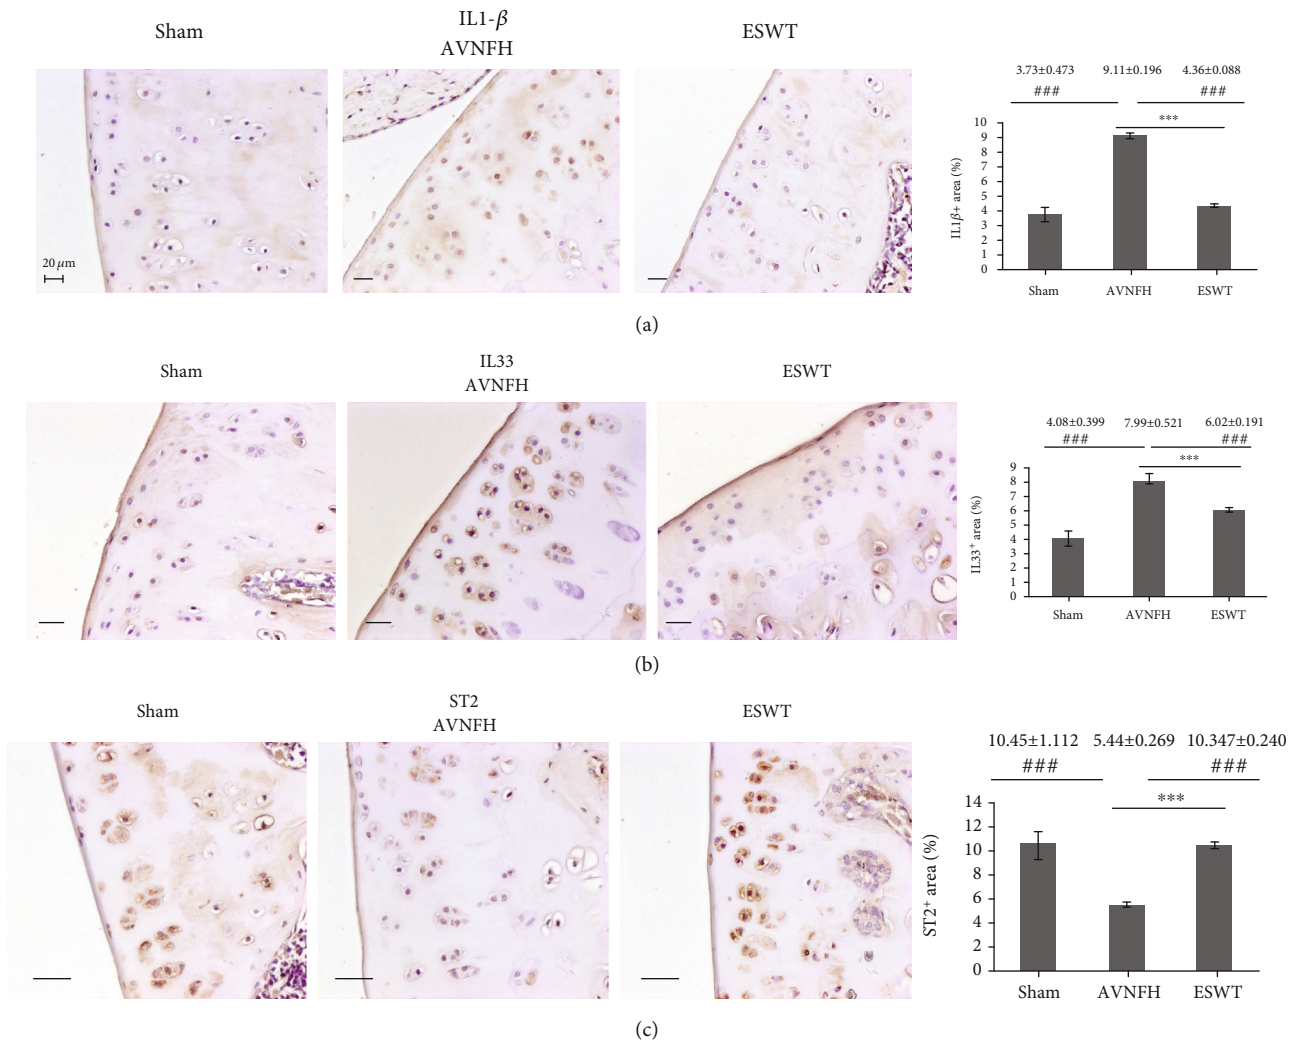 IL1-β
Sham AVNFH ESWT
20 μm
3.73±0.473 9.11±0.196 4.36±0.088
### ###
***
IL1β+ area (%)
10
9
8
7
6
5
4
3
2
1
0
Sham AVNFH ESWT
(a)
IL33
Sham AVNFH ESWT
4.08±0.399 7.99±0.521 6.02±0.191
### ###
***
IL33⁺ area (%)
9
8
7
6
5
4
3
2
1
0
Sham AVNFH ESWT
(b)
ST2
Sham AVNFH ESWT
10.45±1.112 5.44±0.269 10.347±0.240
### ###
***
ST2⁺ area (%)
14
12
10
8
6
4
2
0
Sham AVNFH ESWT
(c)